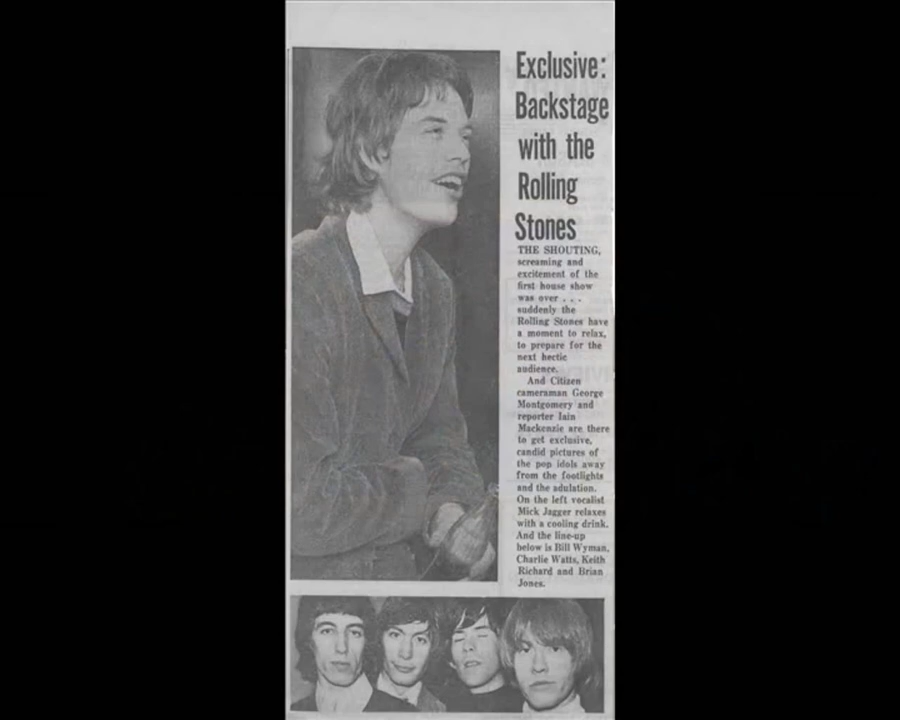 Exclusive:
Backstage
with the
Rolling
Stones
THE SHOUTING,
screaming and
excitement of the
first house show
was over . . .
suddenly the
Rolling Stones have
a moment to relax,
to prepare for the
next hectic
audience.
And Citizen
cameraman George
Montgomery and
reporter Iain
Mackenzie are there
to get exclusive,
candid pictures of
the pop idols away
from the footlights
and the adulation.
On the left vocalist
Mick Jagger relaxes
with a cooling drink.
And the line-up
below is Bill Wyman,
Charlie Watts, Keith
Richard and Brian
Jones.